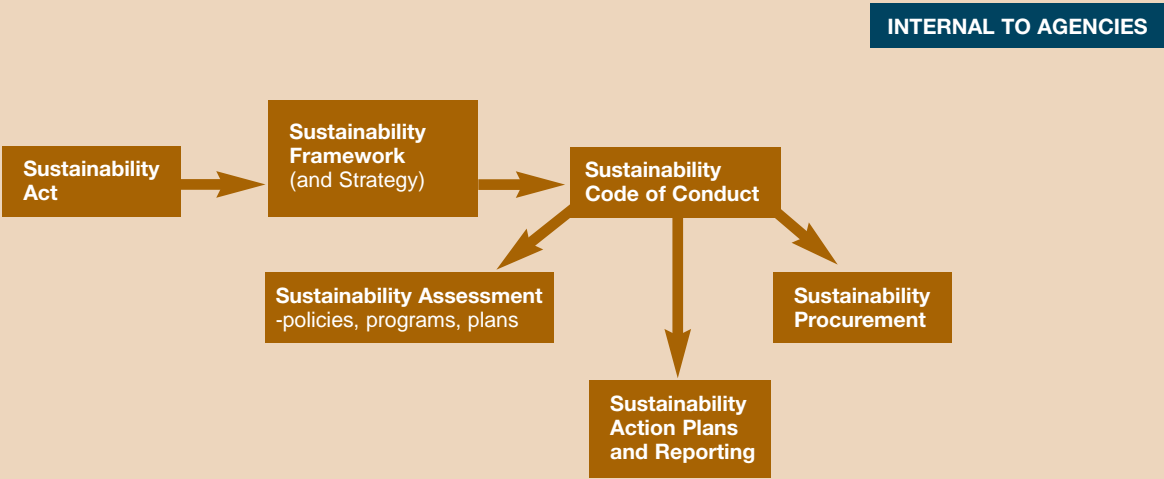 INTERNAL TO AGENCIES
Sustainability
Act
Sustainability
Framework
(and Strategy)
Sustainability
Code of Conduct
Sustainability Assessment
-policies, programs, plans
Sustainability
Procurement
Sustainability
Action Plans
and Reporting